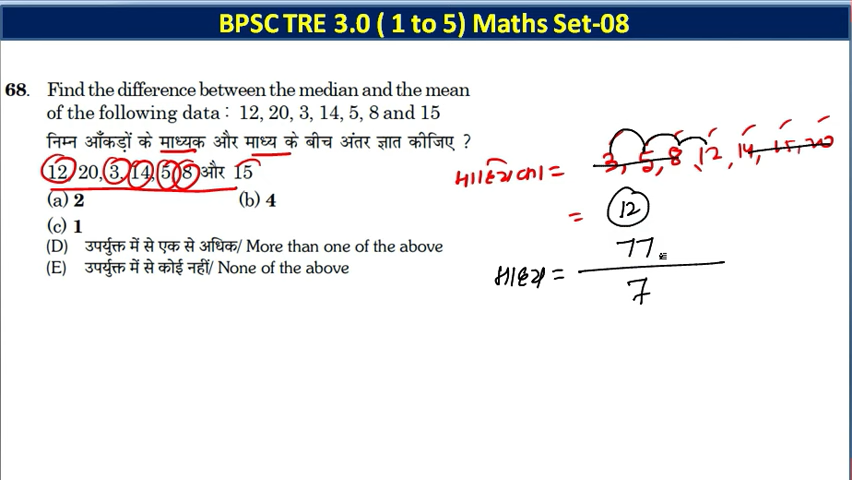 BPSC TRE 3.0 ( 1 to 5) Maths Set-08
68. Find the difference between the median and the mean
of the following data : 12, 20, 3, 14, 5, 8 and 15
निम्न आँकड़ों के माध्यक और माध्य के बीच अंतर ज्ञात कीजिए ?
12, 20, 3, 14, 5, 8 और 15
(a) 2 (b) 4
(c) 1
(D) उपर्युक्त में से एक से अधिक/ More than one of the above
(E) उपर्युक्त में से कोई नहीं/ None of the above
= 3, 5, 8, 12, 14, 15, 20
= 12
माध्य = 77
7